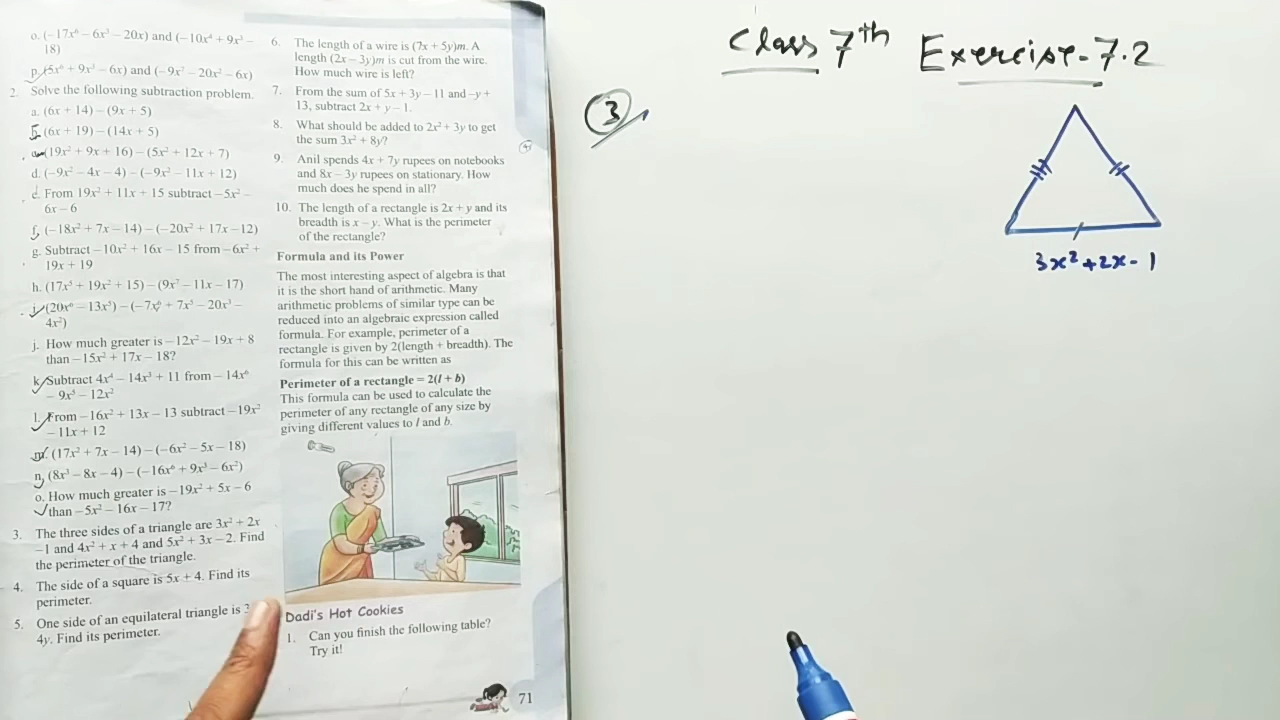 o. (−17x⁶ − 6x³ − 20x) and (−10x⁴ + 9x³ −
18)
p. (5x⁶ + 9x³ − 6x) and (−9x⁷ − 20x² − 6x)
2. Solve the following subtraction problem.
a. (6x + 14) − (9x + 5)
(6x + 19) − (14x + 5)
(19x² + 9x + 16) − (5x² + 12x + 7)
d. (−9x² − 4x − 4) − (−9x² − 11x + 12)
From 19x² + 11x + 15 subtract −5x² −
6x − 6
f. (−18x² + 7x − 14) − (−20x² + 17x − 12)
g. Subtract −10x² + 16x − 15 from −6x² +
19x + 19
h. (17x⁵ + 19x² + 15) − (9x⁷ − 11x − 17)
i. (20x⁶ − 13x⁵) − (−7x⁶ + 7x⁵ − 20x³ −
4x²)
j. How much greater is −12x² − 19x + 8
than −15x² + 17x − 18?
k. Subtract 4x⁴ − 14x³ + 11 from −14x⁶
− 9x⁵ − 12x²
l. From −16x² + 13x − 13 subtract −19x²
− 11x + 12
m. (17x² + 7x − 14) − (−6x² − 5x − 18)
n. (8x³ − 8x − 4) − (−16x⁶ + 9x³ − 6x²)
o. How much greater is −19x² + 5x − 6
than −5x² − 16x − 17?
3. The three sides of a triangle are 3x² + 2x
−1 and 4x² + x + 4 and 5x² + 3x − 2. Find
the perimeter of the triangle.
4. The side of a square is 5x + 4. Find its
perimeter.
5. One side of an equilateral triangle is 3
4y. Find its perimeter.
6. The length of a wire is (7x + 5y)m. A
length (2x − 3y)m is cut from the wire.
How much wire is left?
7. From the sum of 5x + 3y − 11 and −y +
13, subtract 2x + y − 1.
8. What should be added to 2x² + 3y to get
the sum 3x² + 8y?
9. Anil spends 4x + 7y rupees on notebooks
and 8x − 3y rupees on stationary. How
much does he spend in all?
10. The length of a rectangle is 2x + y and its
breadth is x − y. What is the perimeter
of the rectangle?
Formula and its Power
The most interesting aspect of algebra is that
it is the short hand of arithmetic. Many
arithmetic problems of similar type can be
reduced into an algebraic expression called
formula. For example, perimeter of a
rectangle is given by 2(length + breadth). The
formula for this can be written as
Perimeter of a rectangle = 2(l + b)
This formula can be used to calculate the
perimeter of any rectangle of any size by
giving different values to l and b.
Dadi's Hot Cookies
1. Can you finish the following table?
Try it!
71
Class 7th Exercise-7.2
3
3x²+2x-1